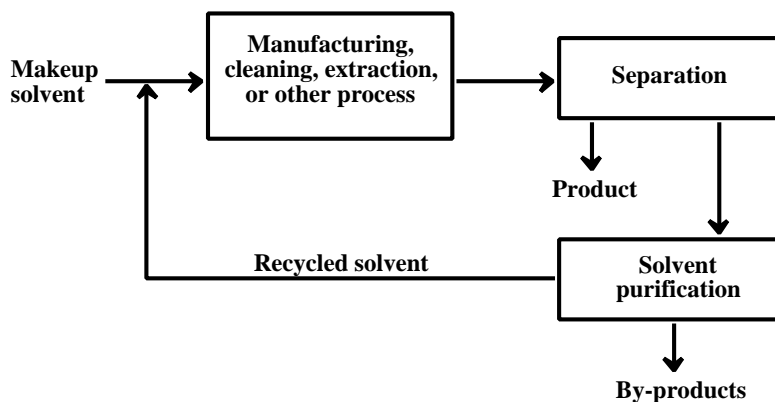 Makeup
solvent
Manufacturing,
cleaning, extraction,
or other process
Separation
Product
Recycled solvent
Solvent
purification
By-products